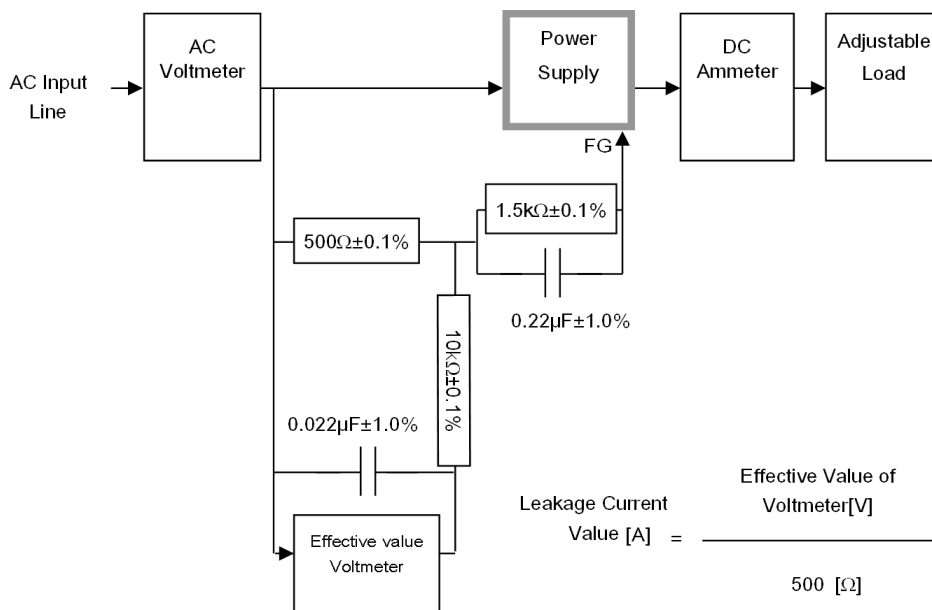 AC Input
Line
AC
Voltmeter
Power
Supply
DC
Ammeter
Adjustable
Load
FG
1.5kΩ±0.1%
500Ω±0.1%
0.22µF±1.0%
10kΩ±0.1%
0.022µF±1.0%
Effective value
Voltmeter
Leakage Current
Value [A] =
Effective Value of
Voltmeter[V]
500 [Ω]